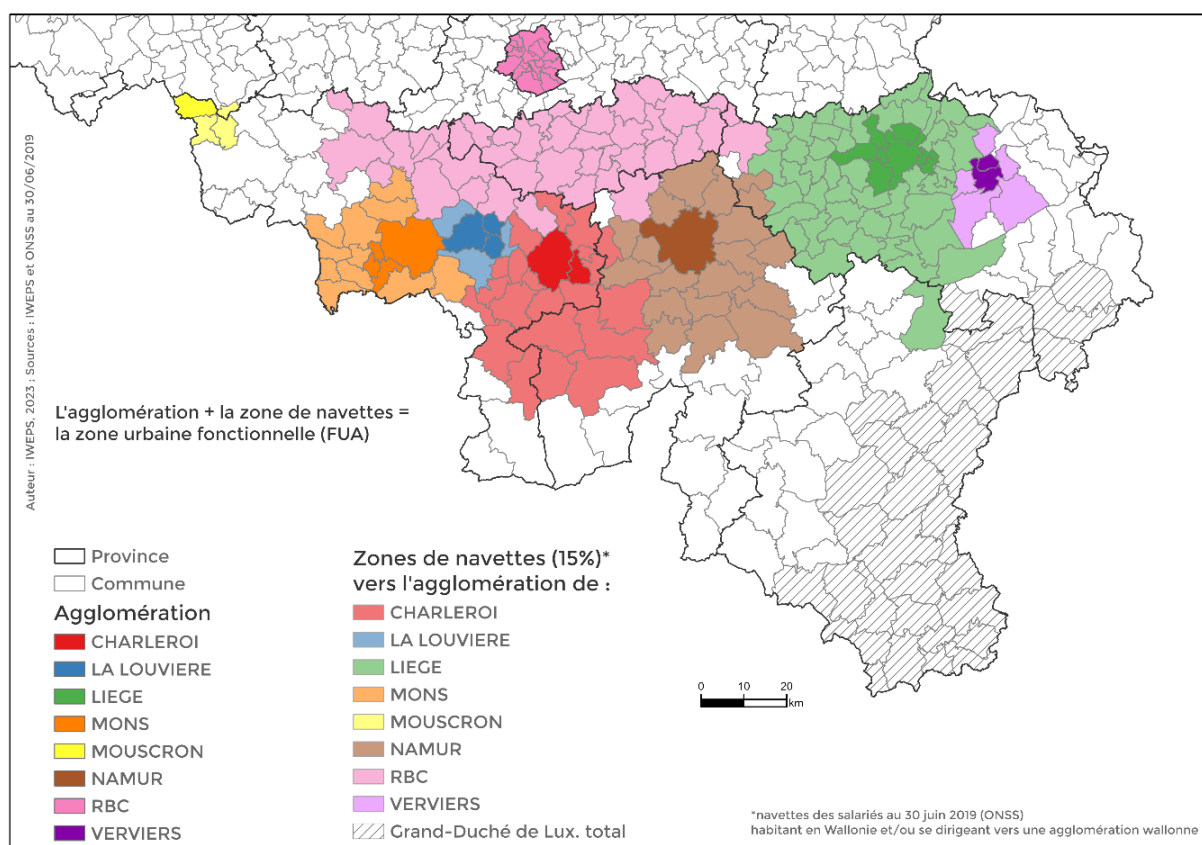 Auteur : IWEPS, 2023 ; Sources : IWEPS et ONSS au 30/06/2019
L'agglomération + la zone de navettes =
la zone urbaine fonctionnelle (FUA)
Province
Commune
Agglomération
CHARLEROI
LA LOUVIERE
LIEGE
MONS
MOUSCRON
NAMUR
RBC
VERVIERS
Zones de navettes (15%)*
vers l'agglomération de :
CHARLEROI
LA LOUVIERE
LIEGE
MONS
MOUSCRON
NAMUR
RBC
VERVIERS
Grand-Duché de Lux. total
0 10 20
km
*navettes des salariés au 30 juin 2019 (ONSS)
habitant en Wallonie et/ou se dirigeant vers une agglomération wallonne